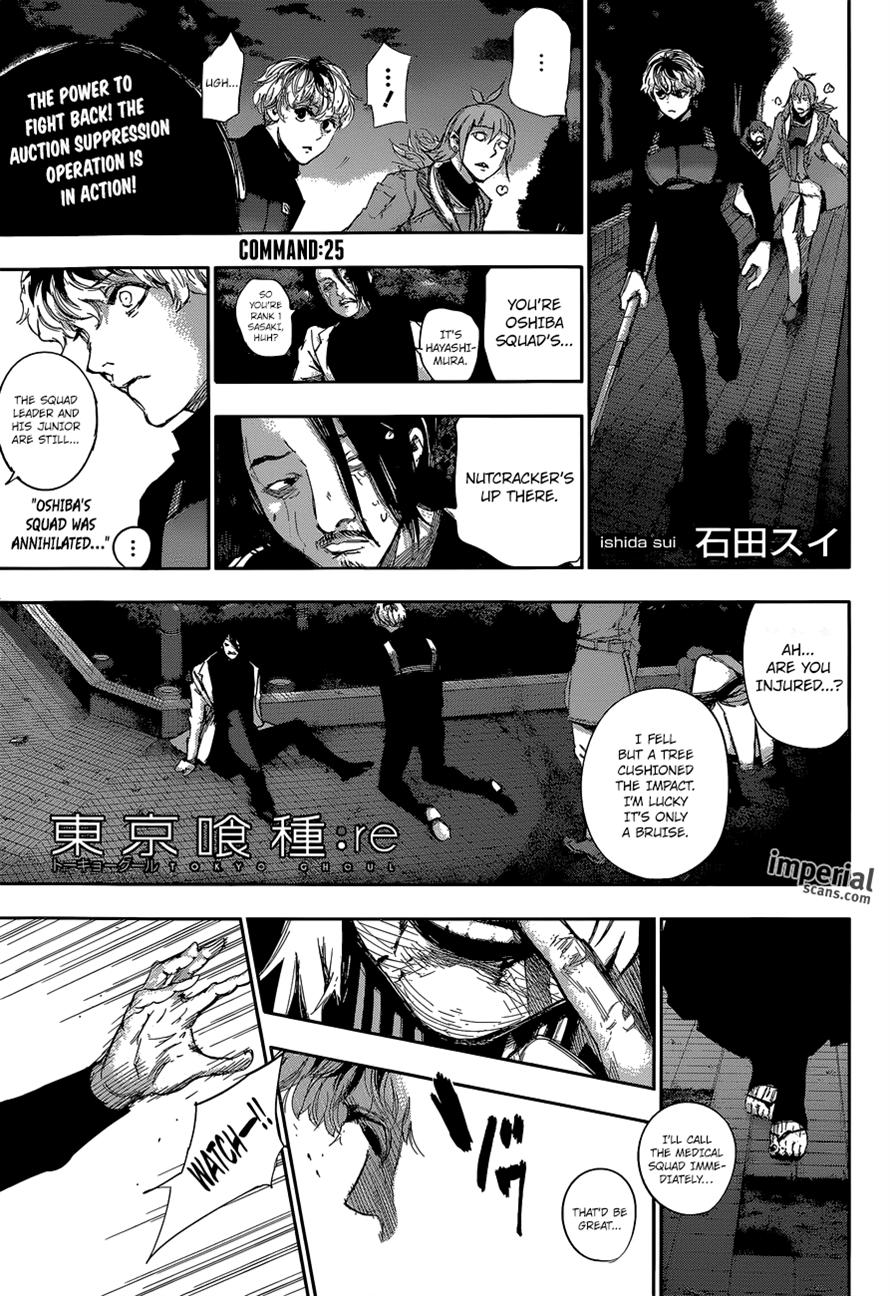 ...
...!
UGH...
THE POWER TO
FIGHT BACK! THE
AUCTION SUPPRESSION
OPERATION IS
IN ACTION!
COMMAND:25
ishida sui 石田スイ
YOU'RE
OSHIBA
SQUAD'S...
IT'S
HAYASHI-
MURA.
SO
YOU'RE
RANK 1
SASAKI,
HUH?
NUTCRACKER'S
UP THERE.
THE SQUAD
LEADER AND
HIS JUNIOR
ARE STILL...
...
"OSHIBA'S
SQUAD WAS
ANNIHILATED..."
AH...
ARE YOU
INJURED...?
I FELL
BUT A TREE
CUSHIONED
THE IMPACT.
I'M LUCKY
IT'S ONLY
A BRUISE.
東京喰種:re
トーキョーグール TOKYO GHOUL
imperial
scans.com
I'LL CALL
THE MEDICAL
SQUAD IMME-
DIATELY...
THAT'D BE
GREAT...
ドッ
WATCH—!!